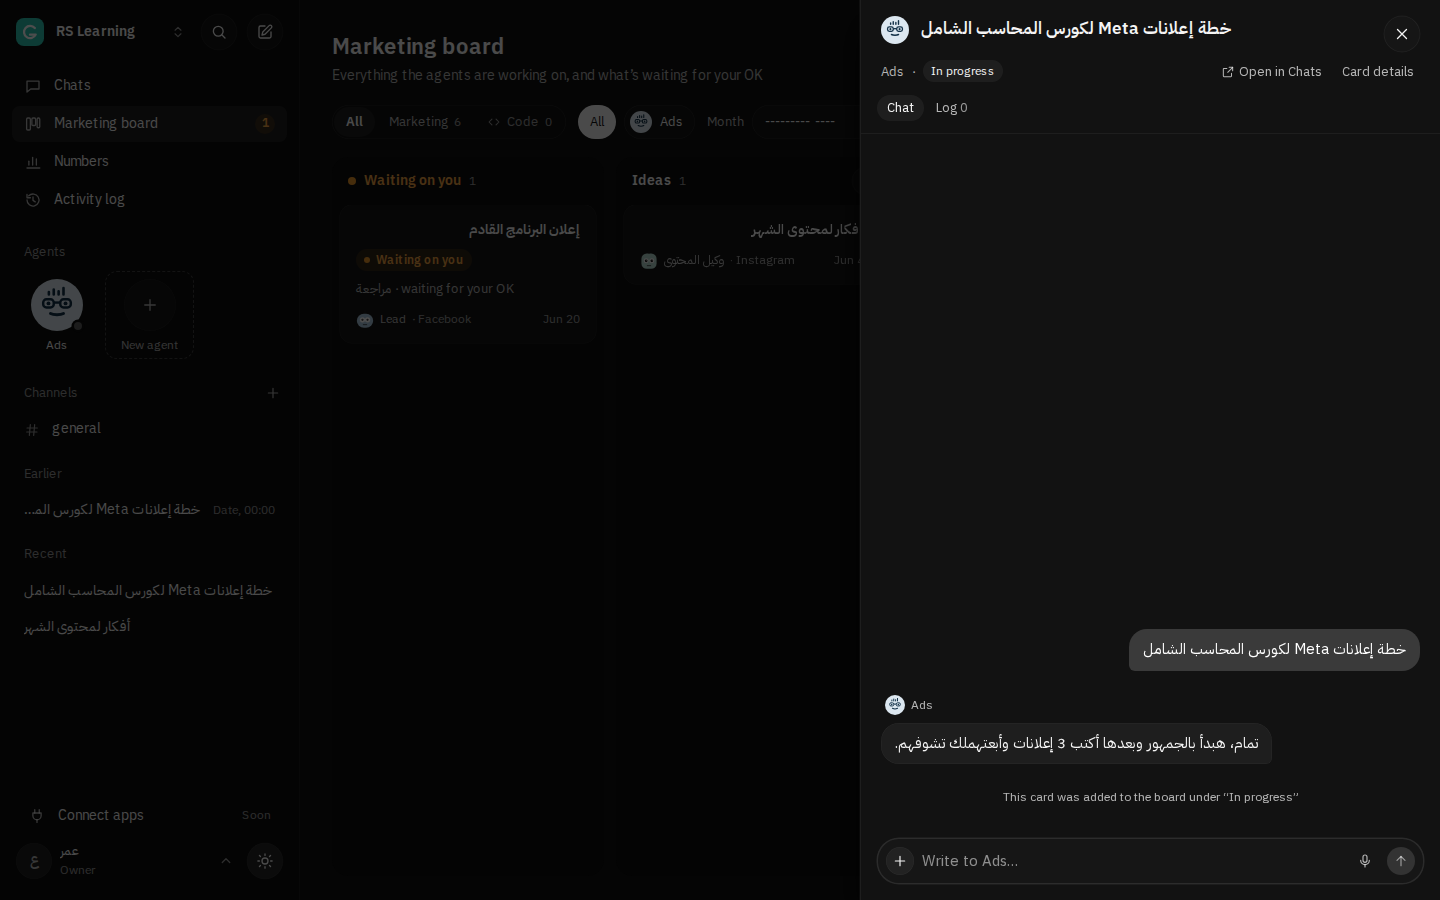 RS Learning
Chats
Marketing board 1
Numbers
Activity log
Agents
Ads
New agent
Channels
general
Earlier
خطة إعلانات Meta لكورس المـ... Date, 00:00
Recent
خطة إعلانات Meta لكورس المحاسب الشامل
أفكار لمحتوى الشهر
Connect apps Soon
ع
عمر
Owner
Marketing board
Everything the agents are working on, and what's waiting for your OK
All Marketing 6 Code 0 All Ads Month --------- ----
Waiting on you 1
إعلان البرنامج القادم
Waiting on you
مراجعة · waiting for your OK
Lead · Facebook Jun 20
Ideas 1
فكار لمحتوى الشهر
وكيل المحتوى · Instagram Jun
خطة إعلانات Meta لكورس المحاسب الشامل
Ads · In progress Open in Chats Card details
Chat Log 0
خطة إعلانات Meta لكورس المحاسب الشامل
Ads
تمام، هبدأ بالجمهور وبعدها أكتب 3 إعلانات وأبعتهملك تشوفهم.
This card was added to the board under “In progress”
Write to Ads...